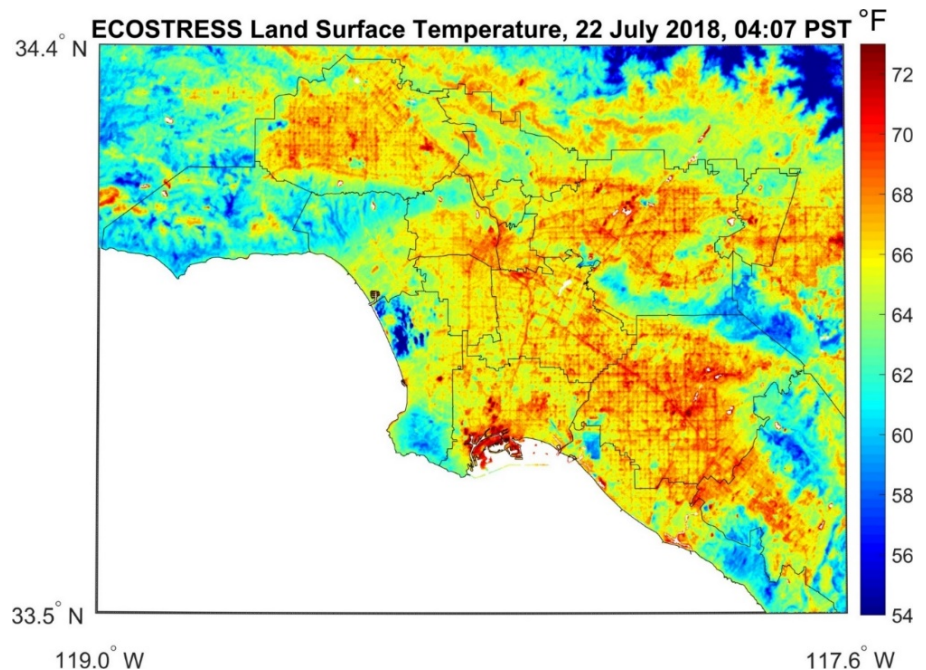 ECOSTRESS Land Surface Temperature, 22 July 2018, 04:07 PST °F
34.4° N
72
70
68
66
64
62
60
58
56
33.5° N 54
119.0° W 117.6° W